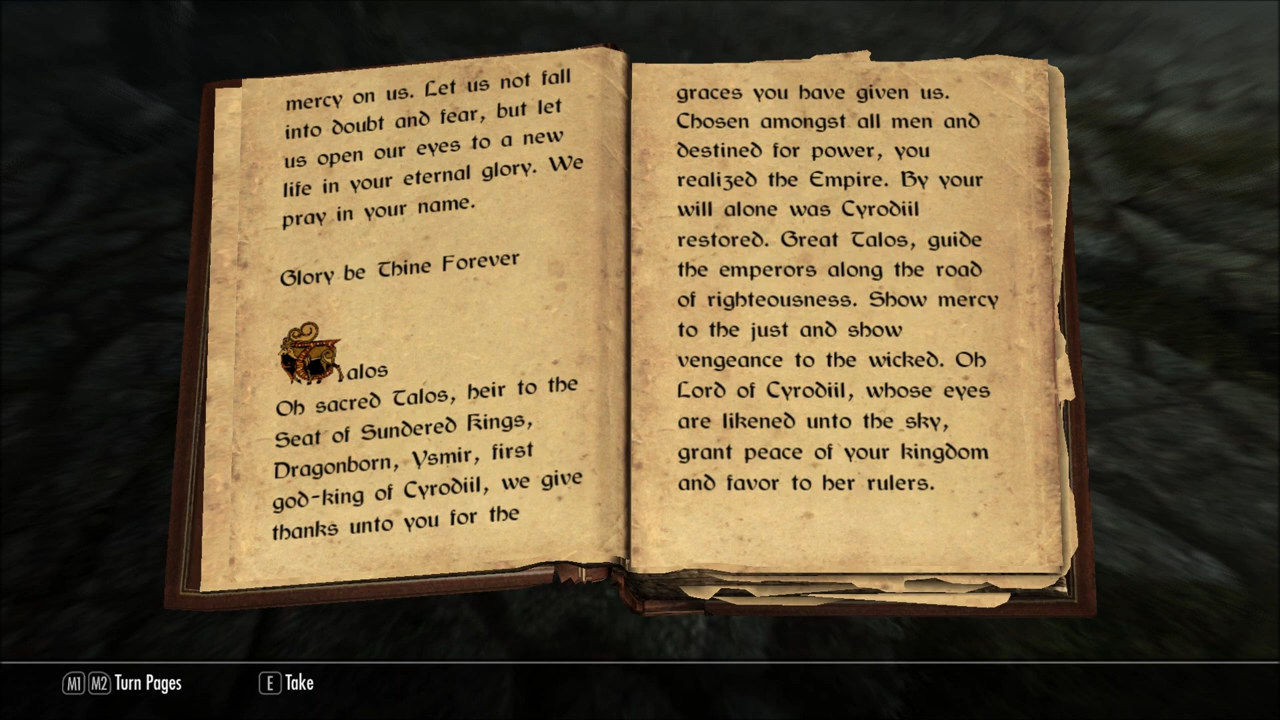 mercy on us. Let us not fall
into doubt and fear, but let
us open our eyes to a new
life in your eternal glory. We
pray in your name.
Glory be Thine Forever
Talos
Oh sacred Talos, heir to the
Seat of Sundered Kings,
Dragonborn, Ysmir, first
god-king of Cyrodiil, we give
thanks unto you for the
graces you have given us.
Chosen amongst all men and
destined for power, you
realized the Empire. By your
will alone was Cyrodiil
restored. Great Talos, guide
the emperors along the road
of righteousness. Show mercy
to the just and show
vengeance to the wicked. Oh
Lord of Cyrodiil, whose eyes
are likened unto the sky,
grant peace of your kingdom
and favor to her rulers.
M1 M2 Turn Pages
E Take